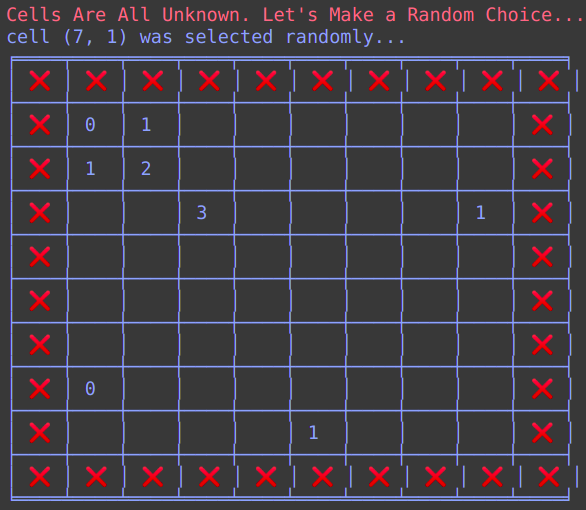 Cells Are All Unknown. Let's Make a Random Choice...
cell (7, 1) was selected randomly...
❌ | ❌ | ❌ | ❌ | ❌ | ❌ | ❌ | ❌ | ❌ | ❌ |
❌ | 0 | 1 | | | | | | | ❌
❌ | 1 | 2 | | | | | | | ❌
❌ | | | 3 | | | | | 1 | ❌
❌ | | | | | | | | | ❌
❌ | | | | | | | | | ❌
❌ | | | | | | | | | ❌
❌ | 0 | | | | | | | | ❌
❌ | | | | | 1 | | | | ❌
❌ | ❌ | ❌ | ❌ | ❌ | ❌ | ❌ | ❌ | ❌ | ❌ |